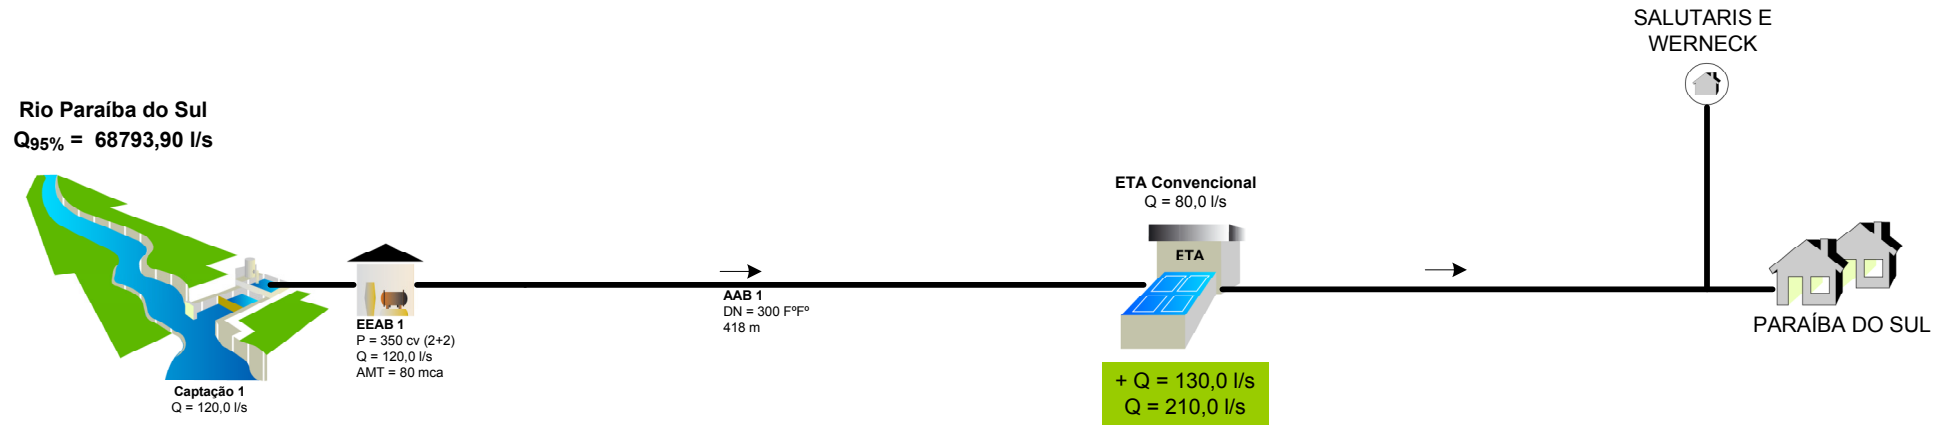 SALUTARIS E
WERNECK
Rio Paraíba do Sul
Q95% = 68793,90 l/s
ETA Convencional
Q = 80,0 l/s
ETA
EEAB 1
P = 350 cv (2+2)
Q = 120,0 l/s
AMT = 80 mca
AAB 1
DN = 300 FºFº
418 m
PARAÍBA DO SUL
Captação 1
Q = 120,0 l/s
+ Q = 130,0 l/s
Q = 210,0 l/s